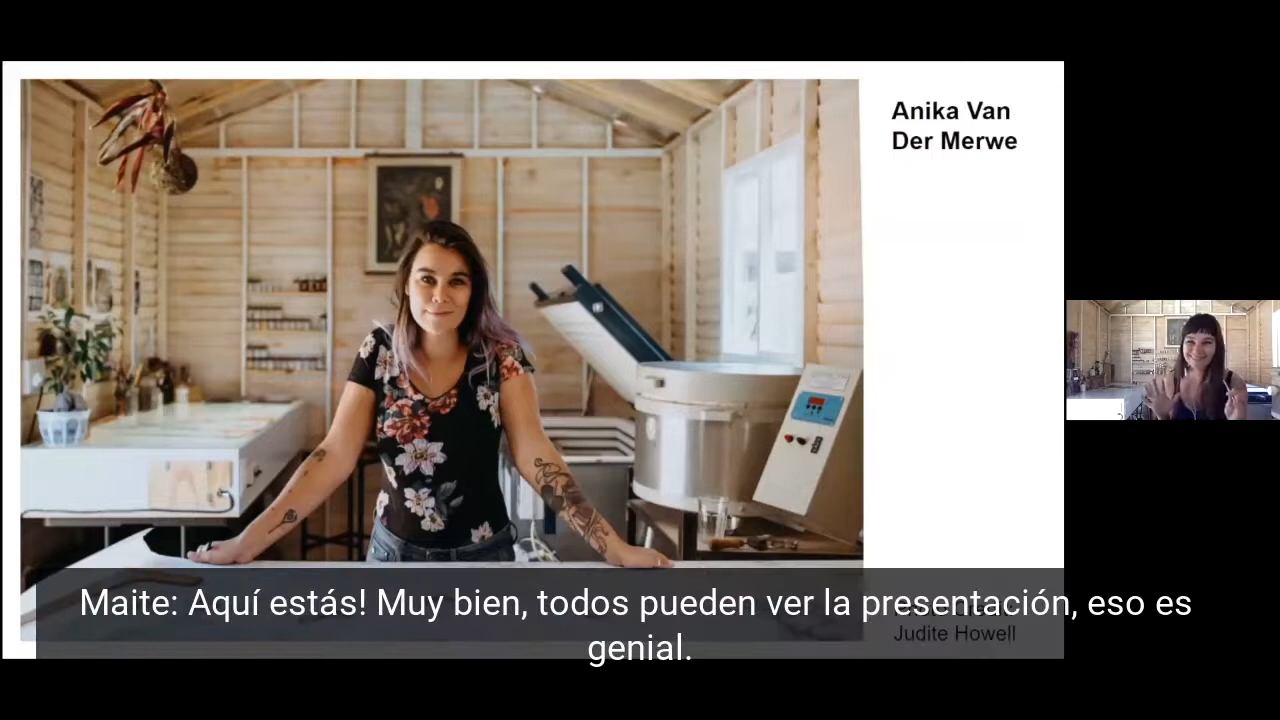 Anika Van
Der Merwe
Maite: Aquí estás! Muy bien, todos pueden ver la presentación, eso es
genial.
Judite Howell